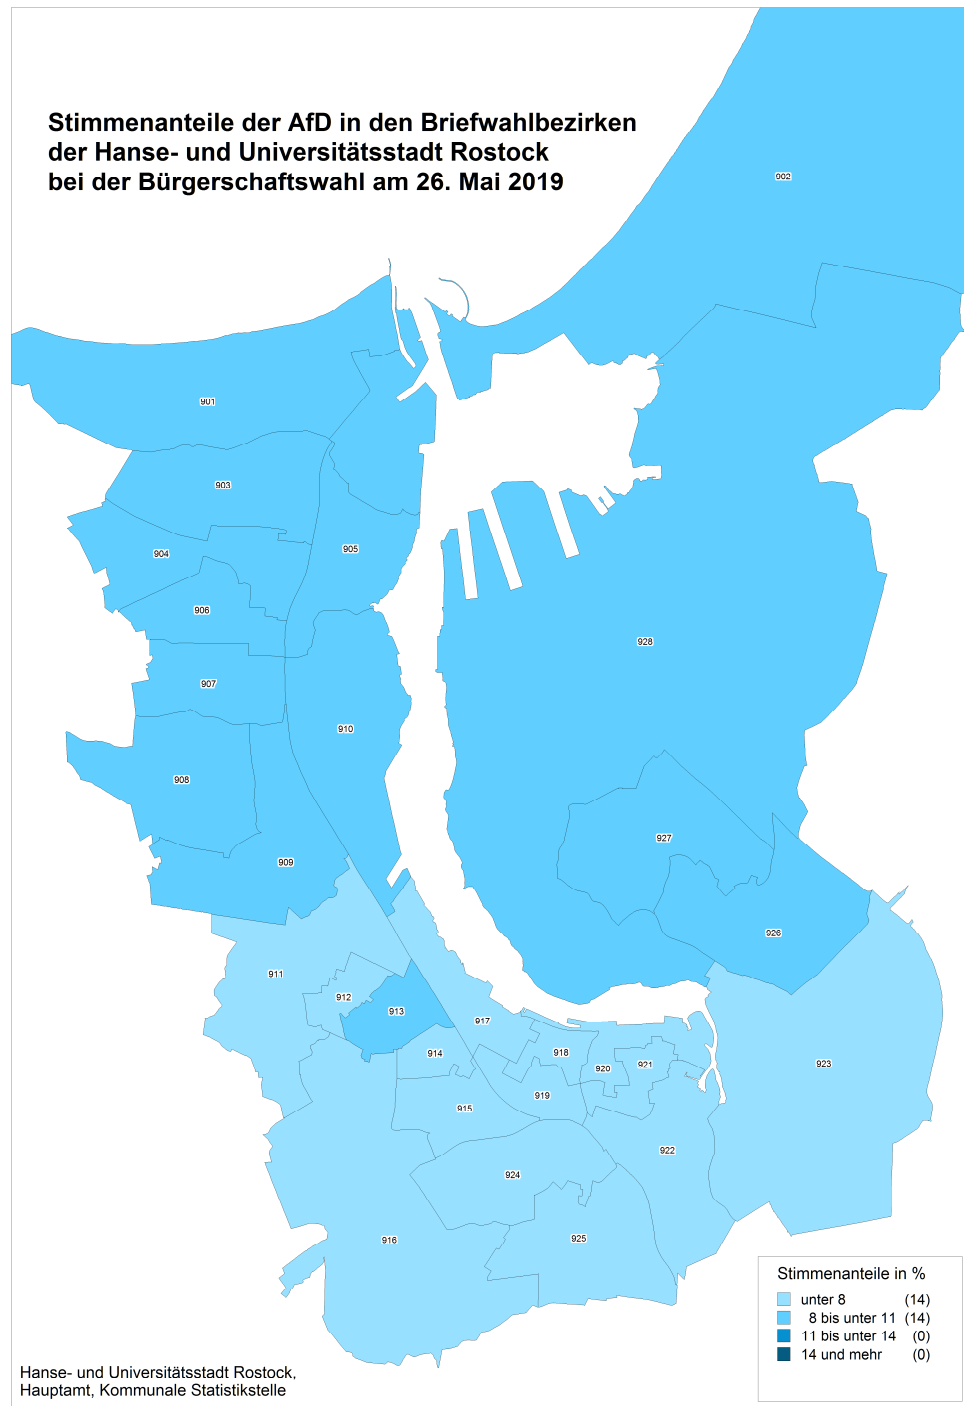 Stimmenanteile der AfD in den Briefwahlbezirken
der Hanse- und Universitätsstadt Rostock
bei der Bürgerschaftswahl am 26. Mai 2019
902
901
903
905
904
906
928
907
910
908
927
909
926
911
912
913
917
914
918
921
920
923
919
915
922
924
925
916
Stimmenanteile in %
unter 8 (14)
8 bis unter 11 (14)
11 bis unter 14 (0)
14 und mehr (0)
Hanse- und Universitätsstadt Rostock,
Hauptamt, Kommunale Statistikstelle